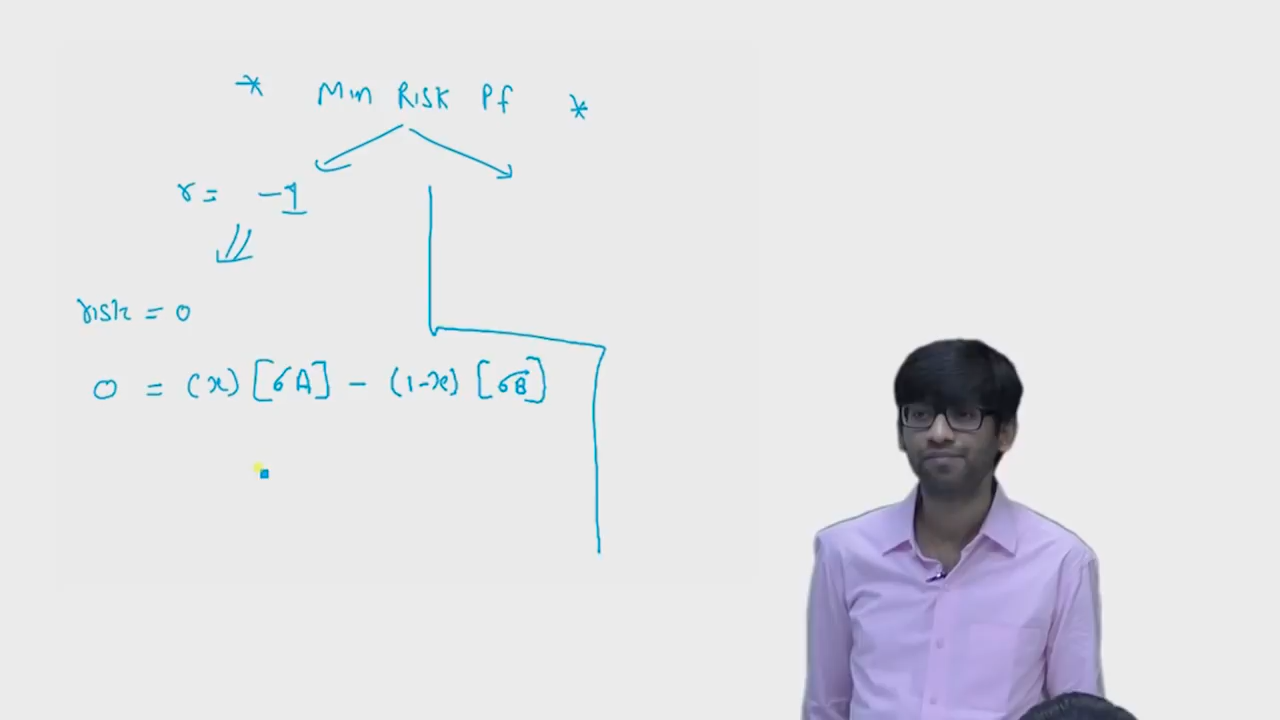 * Min Risk Pf *
r = -1
risk = 0
0 = (x) [σA] - (1-x) [σB]